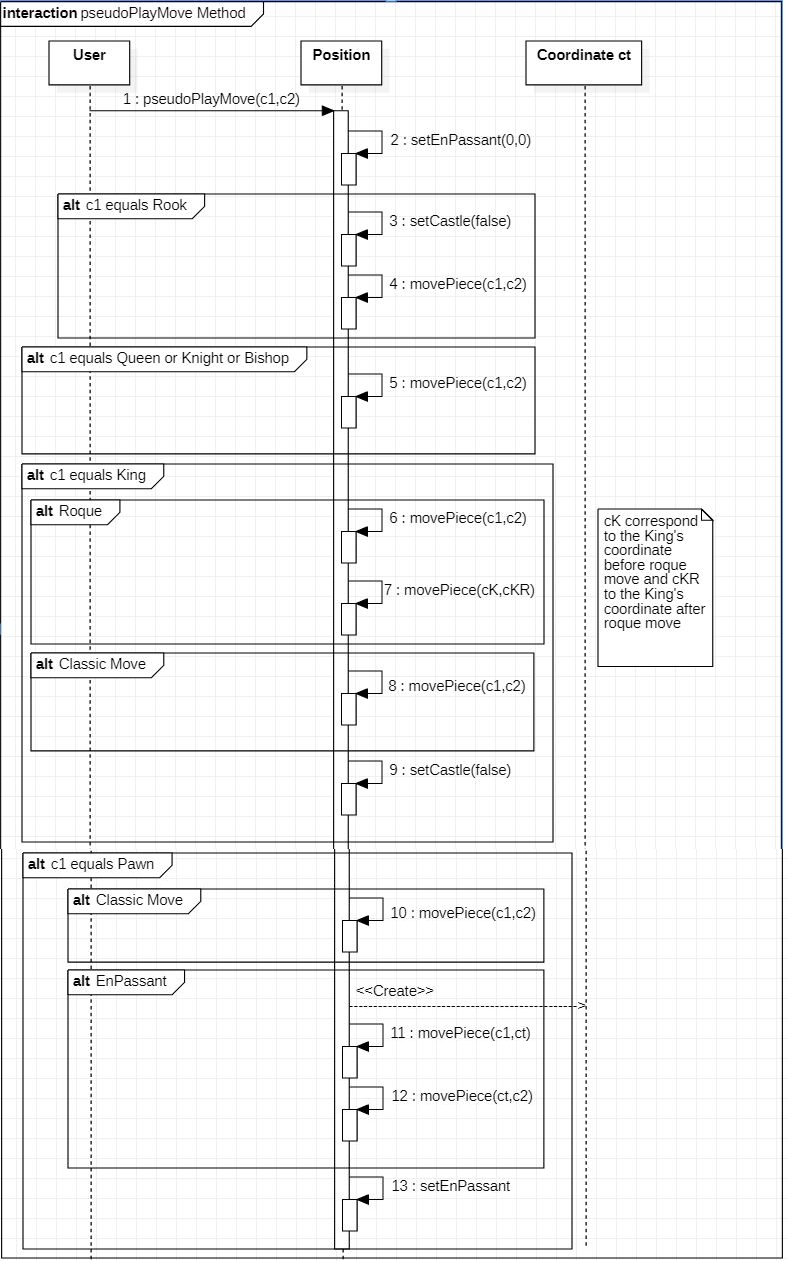 interaction pseudoPlayMove Method
User
Position
Coordinate ct
1 : pseudoPlayMove(c1,c2)
2 : setEnPassant(0,0)
alt c1 equals Rook
3 : setCastle(false)
4 : movePiece(c1,c2)
alt c1 equals Queen or Knight or Bishop
5 : movePiece(c1,c2)
alt c1 equals King
alt Roque
6 : movePiece(c1,c2)
7 : movePiece(cK,cKR)
cK correspond
to the King's
coordinate
before roque
move and cKR
to the King's
coordinate after
roque move
alt Classic Move
8 : movePiece(c1,c2)
9 : setCastle(false)
alt c1 equals Pawn
alt Classic Move
10 : movePiece(c1,c2)
alt EnPassant
<<Create>>
11 : movePiece(c1,ct)
12 : movePiece(ct,c2)
13 : setEnPassant